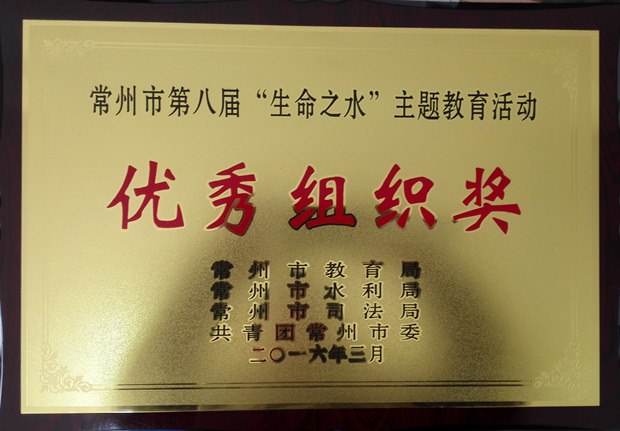 常州市第八届“生命之水”主题教育活动
优秀组织奖
常州市教育局
常州市水利局
常州市司法局
共青团常州市委
二〇一六年三月